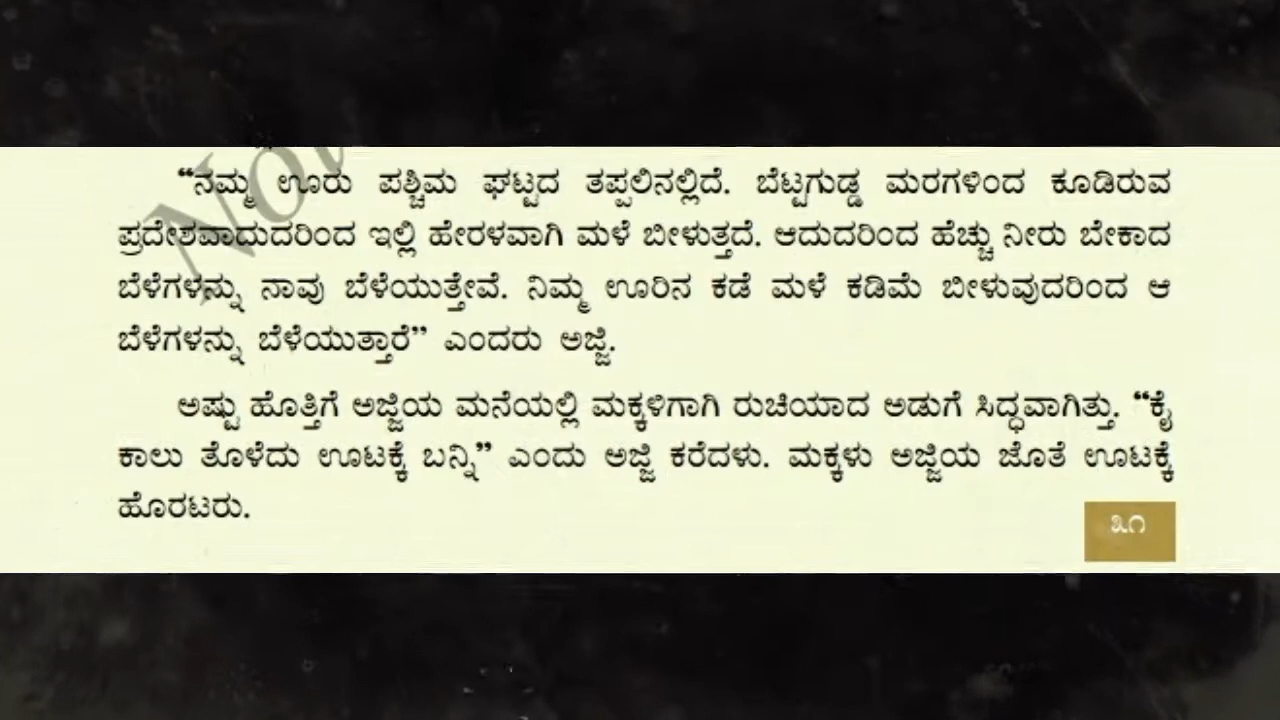 “ನಮ್ಮ ಊರು ಪಶ್ಚಿಮ ಘಟ್ಟದ ತಪ್ಪಲಿನಲ್ಲಿದೆ. ಬೆಟ್ಟಗುಡ್ಡ ಮರಗಳಿಂದ ಕೂಡಿರುವ
ಪ್ರದೇಶವಾದುದರಿಂದ ಇಲ್ಲಿ ಹೇರಳವಾಗಿ ಮಳೆ ಬೀಳುತ್ತದೆ. ಆದುದರಿಂದ ಹೆಚ್ಚು ನೀರು ಬೇಕಾದ
ಬೆಳೆಗಳನ್ನು ನಾವು ಬೆಳೆಯುತ್ತೇವೆ. ನಿಮ್ಮ ಊರಿನ ಕಡೆ ಮಳೆ ಕಡಿಮೆ ಬೀಳುವುದರಿಂದ ಆ
ಬೆಳೆಗಳನ್ನು ಬೆಳೆಯುತ್ತಾರೆ” ಎಂದರು ಅಜ್ಜಿ.
ಅಷ್ಟು ಹೊತ್ತಿಗೆ ಅಜ್ಜಿಯ ಮನೆಯಲ್ಲಿ ಮಕ್ಕಳಿಗಾಗಿ ರುಚಿಯಾದ ಅಡುಗೆ ಸಿದ್ಧವಾಗಿತ್ತು. “ಕೈ
ಕಾಲು ತೊಳೆದು ಊಟಕ್ಕೆ ಬನ್ನಿ” ಎಂದು ಅಜ್ಜಿ ಕರೆದಳು. ಮಕ್ಕಳು ಅಜ್ಜಿಯ ಜೊತೆ ಊಟಕ್ಕೆ
ಹೊರಟರು.
೩೧